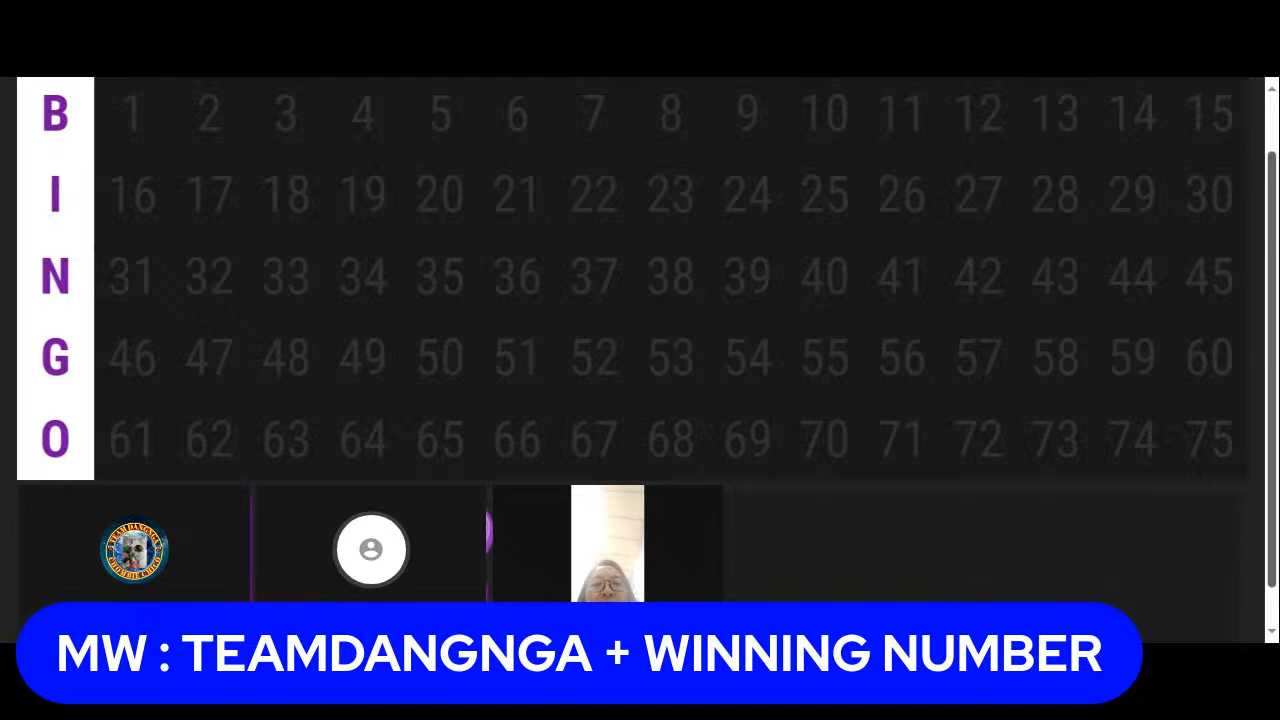 B 1 2 3 4 5 6 7 8 9 10 11 12 13 14 15
I 16 17 18 19 20 21 22 23 24 25 26 27 28 29 30
N 31 32 33 34 35 36 37 38 39 40 41 42 43 44 45
G 46 47 48 49 50 51 52 53 54 55 56 57 58 59 60
O 61 62 63 64 65 66 67 68 69 70 71 72 73 74 75
TEAM DANGNGA
MW : TEAMDANGNGA + WINNING NUMBER